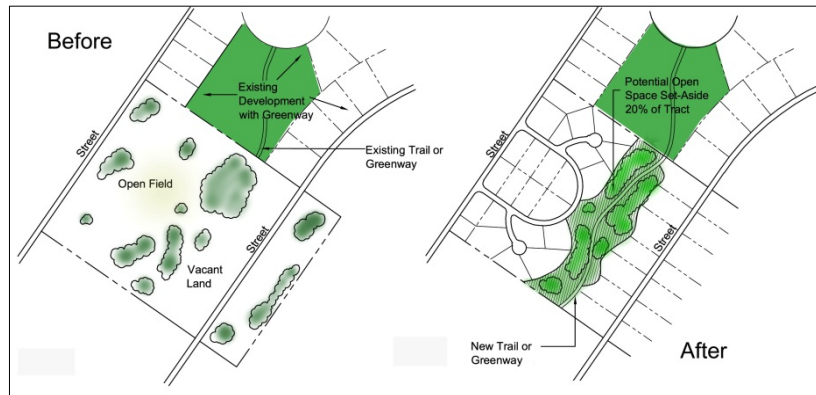 Before
Existing
Development
with Greenway
Existing Trail or
Greenway
Street
Open Field
Street
Vacant
Land
Potential Open
Space Set-Aside
20% of Tract
Street
Street
New Trail or
Greenway
After